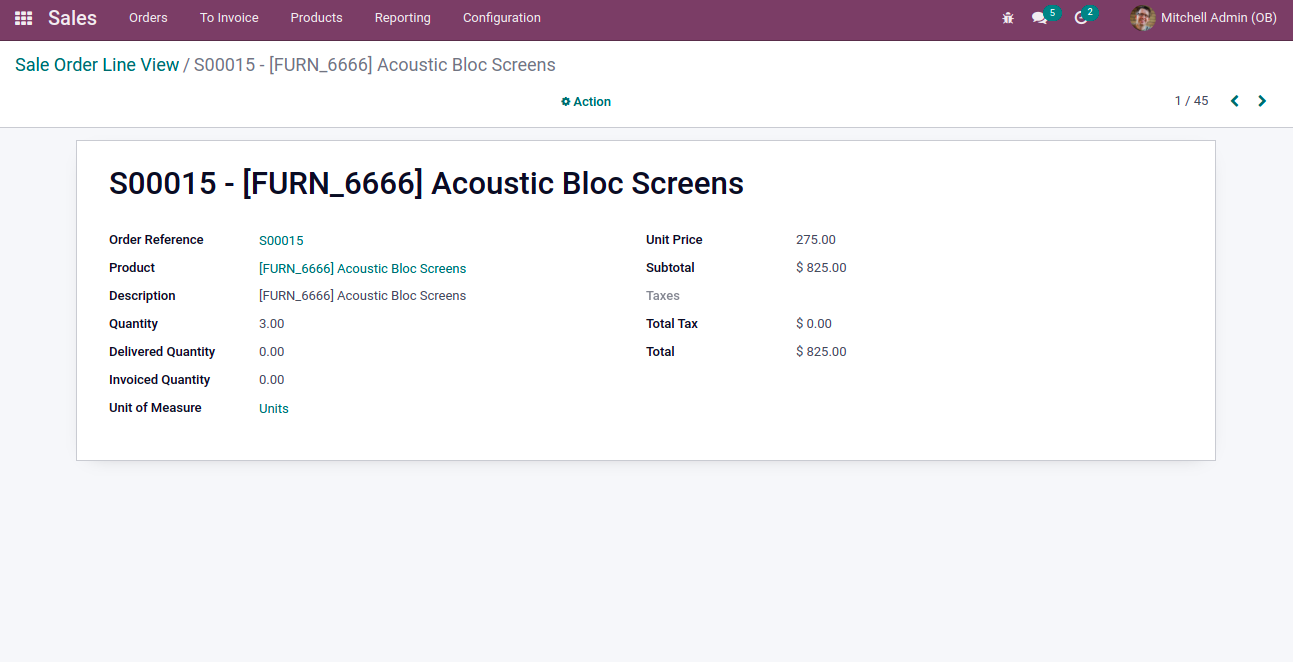 Sales Orders To Invoice Products Reporting Configuration 5 2 Mitchell Admin (OB)
Sale Order Line View / S00015 - [FURN_6666] Acoustic Bloc Screens
Action 1 / 45
S00015 - [FURN_6666] Acoustic Bloc Screens
Order Reference S00015
Product [FURN_6666] Acoustic Bloc Screens
Description [FURN_6666] Acoustic Bloc Screens
Quantity 3.00
Delivered Quantity 0.00
Invoiced Quantity 0.00
Unit of Measure Units
Unit Price 275.00
Subtotal $ 825.00
Taxes
Total Tax $ 0.00
Total $ 825.00